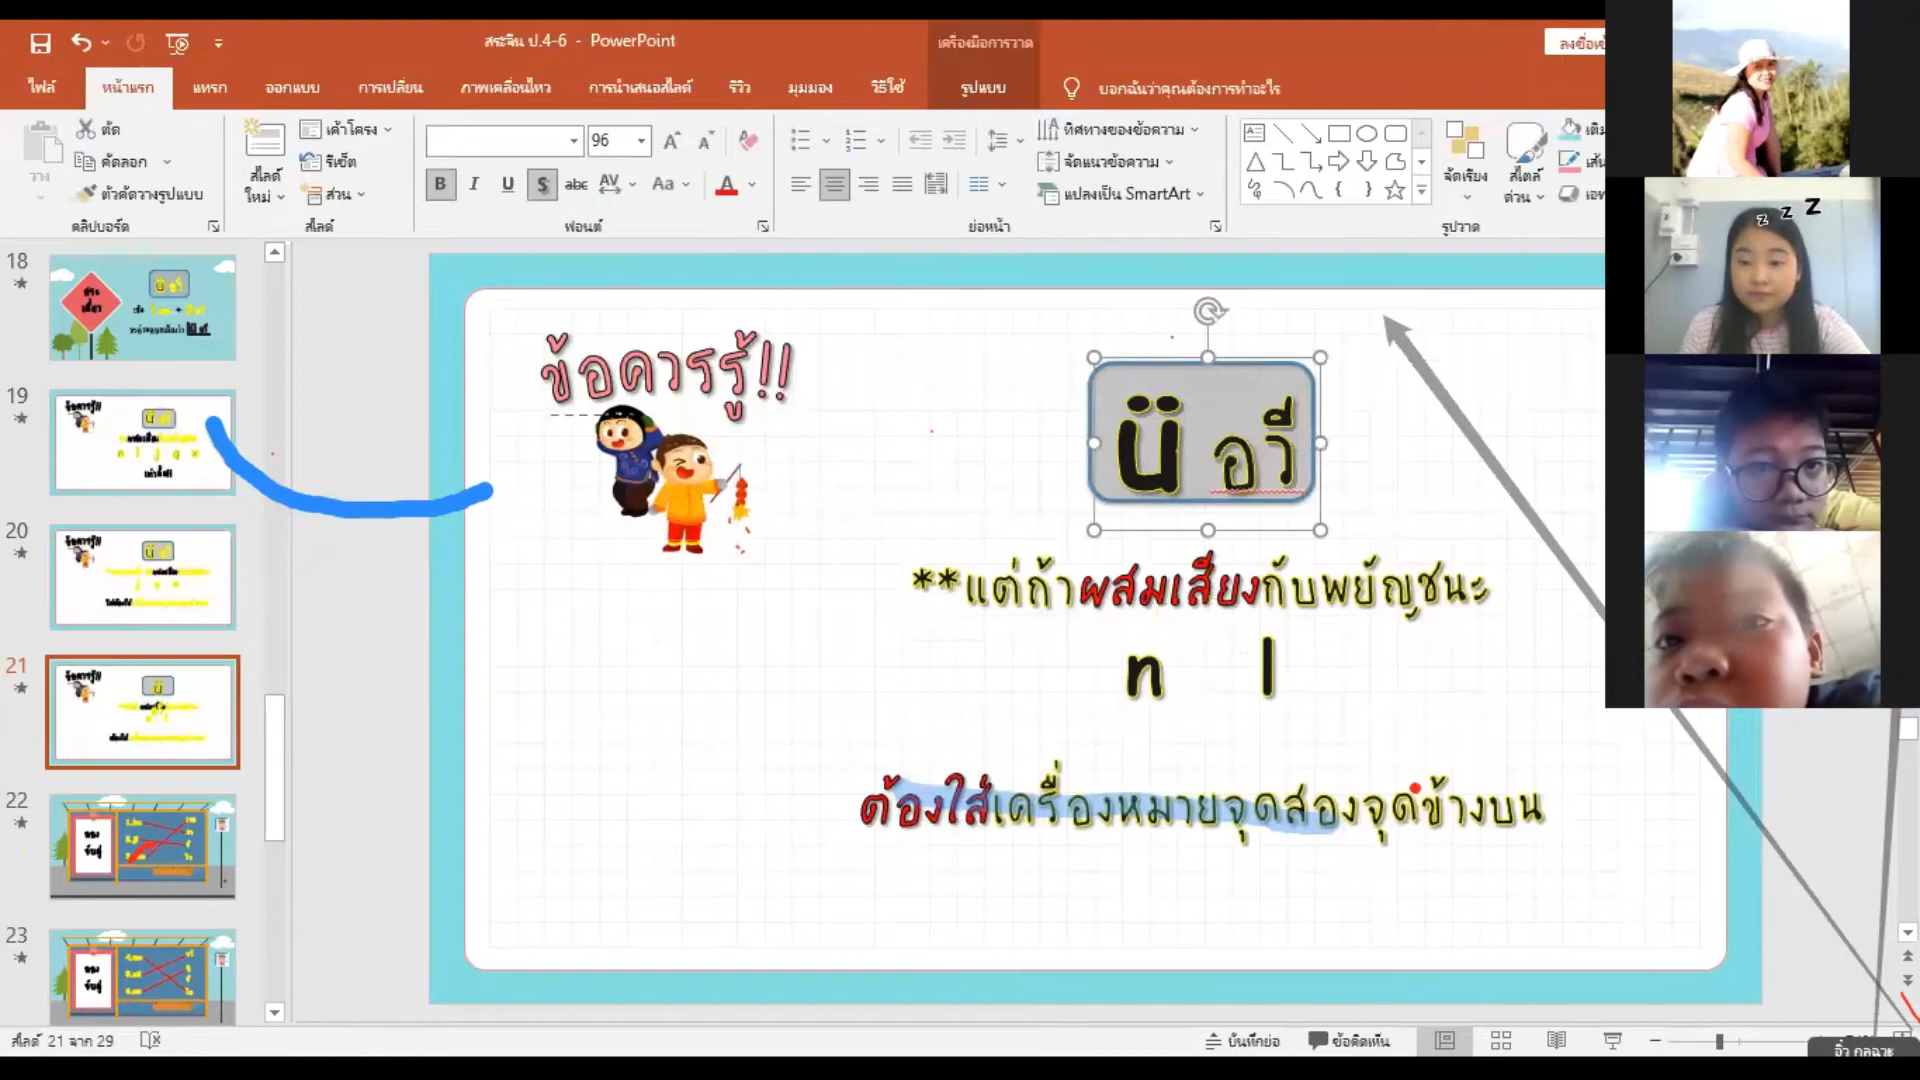 สระจีน ป.4-6 - PowerPoint
เครื่องมือการวาด
ไฟล์ หน้าแรก แทรก ออกแบบ การเปลี่ยน ภาพเคลื่อนไหว การนำเสนอสไลด์ รีวิว มุมมอง วิธีใช้ รูปแบบ บอกฉันว่าคุณต้องการทำอะไร
วาง
ตัด
คัดลอก
ตัวคัดวางรูปแบบ
คลิปบอร์ด
สไลด์
ใหม่
เค้าโครง
รีเซ็ต
ส่วน
สไลด์
96
B I U S abc AV Aa A
ฟอนต์
ทิศทางของข้อความ
จัดแนวข้อความ
แปลงเป็น SmartArt
ย่อหน้า
จัดเรียง
สไตล์
ด่วน
รูปวาด
z z z
18
19
20
21
22
23
ข้อควรรู้!!
ü อวี
**แต่ถ้าผสมเสียงกับพยัญชนะ
n l
ต้องใส่เครื่องหมายจุดสองจุดข้างบน
สไลด์ 21 จาก 29
บันทึกย่อ ข้อคิดเห็น